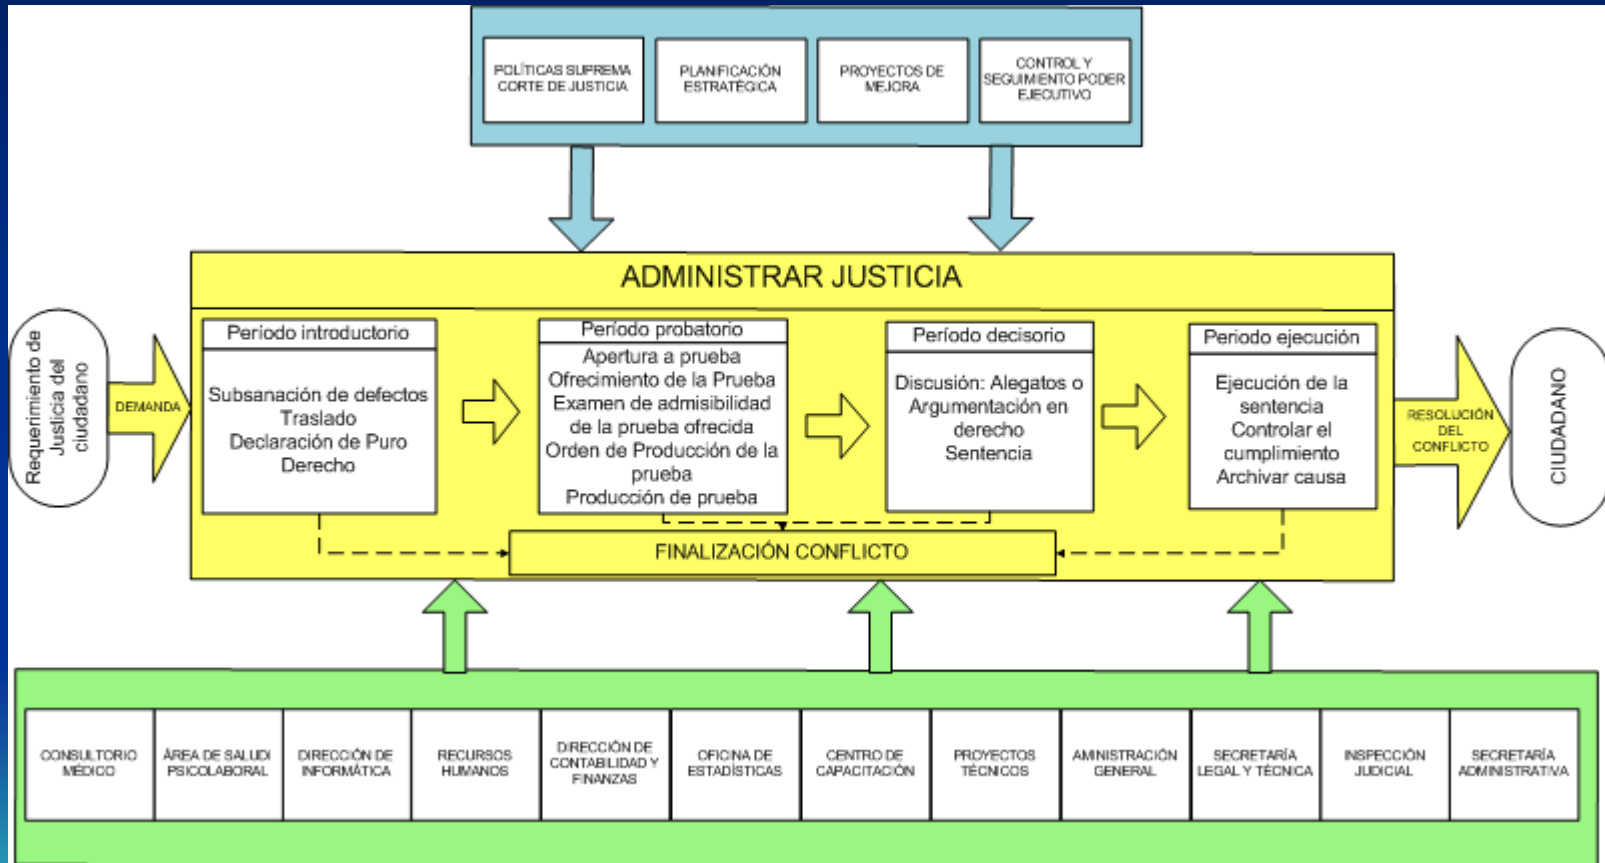 POLÍTICAS SUPREMA
CORTE DE JUSTICIA
PLANIFICACIÓN
ESTRATÉGICA
PROYECTOS DE
MEJORA
CONTROL Y
SEGUIMIENTO PODER
EJECUTIVO
ADMINISTRAR JUSTICIA
Requerimiento de
Justicia del
ciudadano
DEMANDA
Período introductorio
Subsanación de defectos
Traslado
Declaración de Puro
Derecho
Período probatorio
Apertura a prueba
Ofrecimiento de la Prueba
Examen de admisibilidad
de la prueba ofrecida
Orden de Producción de la
prueba
Producción de prueba
Período decisorio
Discusión: Alegatos o
Argumentación en
derecho
Sentencia
Periodo ejecución
Ejecución de la
sentencia
Controlar el
cumplimiento
Archivar causa
RESOLUCIÓN
DEL
CONFLICTO
CIUDADANO
FINALIZACIÓN CONFLICTO
CONSULTORIO
MÉDICO
ÁREA DE SALUDI
PSICOLABORAL
DIRECCIÓN DE
INFORMÁTICA
RECURSOS
HUMANOS
DIRECCIÓN DE
CONTABILIDAD Y
FINANZAS
OFICINA DE
ESTADÍSTICAS
CENTRO DE
CAPACITACIÓN
PROYECTOS
TÉCNICOS
AMINISTRACIÓN
GENERAL
SECRETARÍA
LEGAL Y TÉCNICA
INSPECCIÓN
JUDICIAL
SECRETARÍA
ADMINISTRATIVA